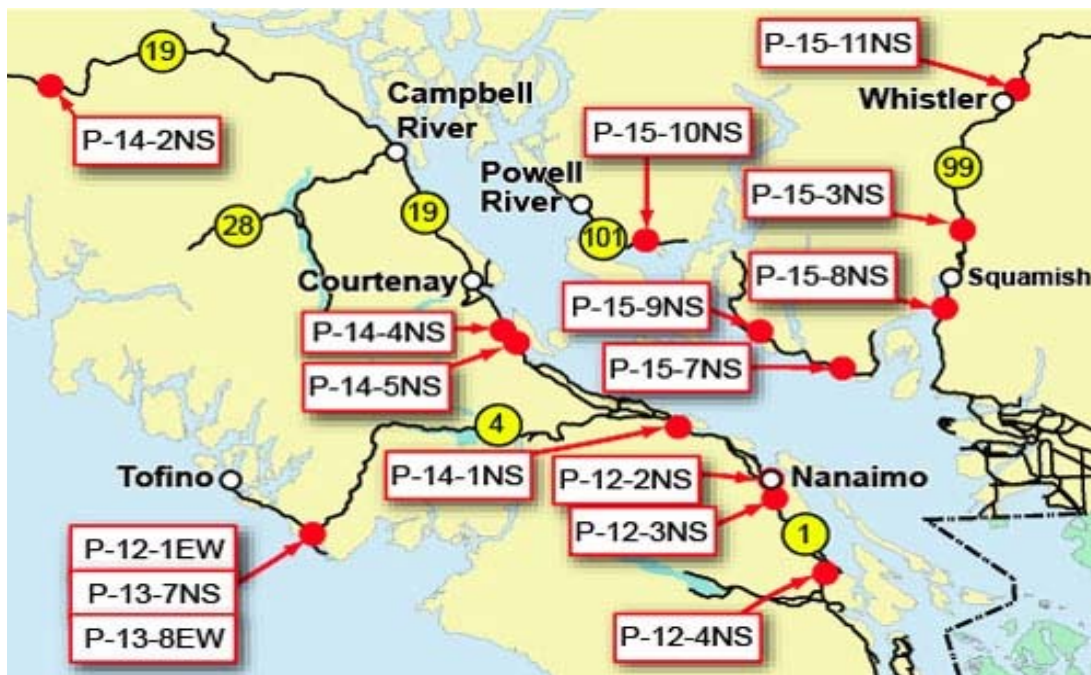 19
P-15-11NS
Whistler
Campbell
River
P-14-2NS
P-15-10NS
Powell
River
99
P-15-3NS
28
19
101
Courtenay
P-15-8NS
Squamish
P-15-9NS
P-14-4NS
P-14-5NS
P-15-7NS
4
Tofino
P-14-1NS
P-12-2NS
Nanaimo
P-12-3NS
1
P-12-1EW
P-13-7NS
P-13-8EW
P-12-4NS